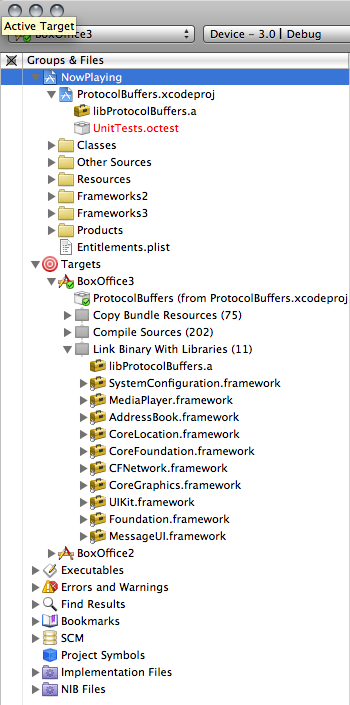 Active Target
BoxOffice3
Device - 3.0 | Debug
Groups & Files
NowPlaying
ProtocolBuffers.xcodeproj
libProtocolBuffers.a
UnitTests.octest
Classes
Other Sources
Resources
Frameworks2
Frameworks3
Products
Entitlements.plist
Targets
BoxOffice3
ProtocolBuffers (from ProtocolBuffers.xcodeproj
Copy Bundle Resources (75)
Compile Sources (202)
Link Binary With Libraries (11)
libProtocolBuffers.a
SystemConfiguration.framework
MediaPlayer.framework
AddressBook.framework
CoreLocation.framework
CoreFoundation.framework
CFNetwork.framework
CoreGraphics.framework
UIKit.framework
Foundation.framework
MessageUI.framework
BoxOffice2
Executables
Errors and Warnings
Find Results
Bookmarks
SCM
Project Symbols
Implementation Files
NIB Files